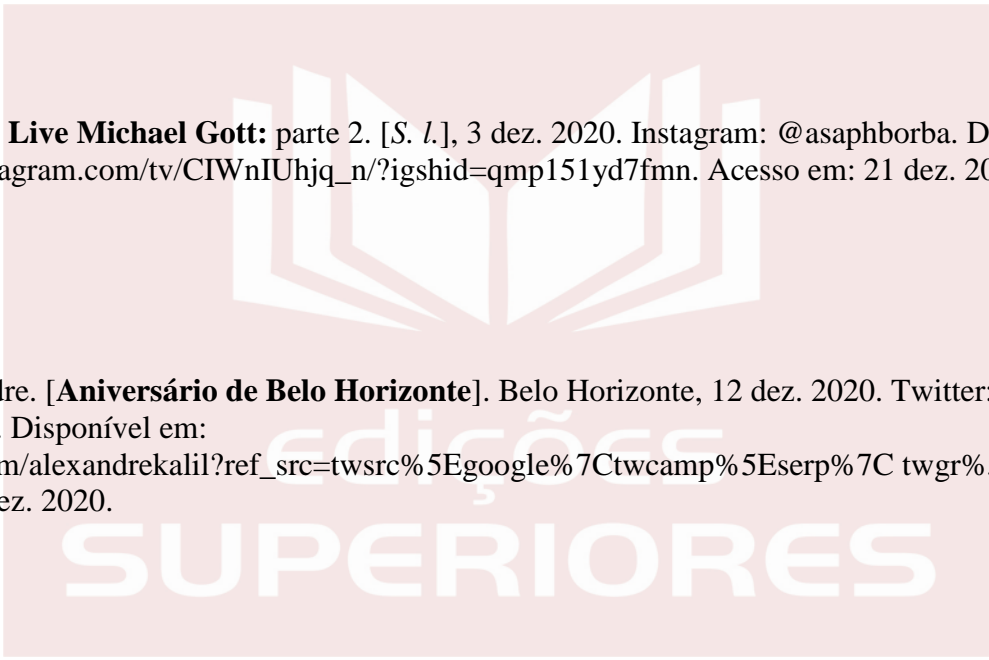 Live Michael Gott: parte 2. [S. l.], 3 dez. 2020. Instagram: @asaphborba. D
agram.com/tv/CIWnIUhjq_n/?igshid=qmp151yd7fmn. Acesso em: 21 dez. 20
dre. [Aniversário de Belo Horizonte]. Belo Horizonte, 12 dez. 2020. Twitter:
. Disponível em:
m/alexandrekalil?ref_src=twsrc%5Egoogle%7Ctwcamp%5Eserp%7C twgr%
ez. 2020.
edições
SUPERIORES